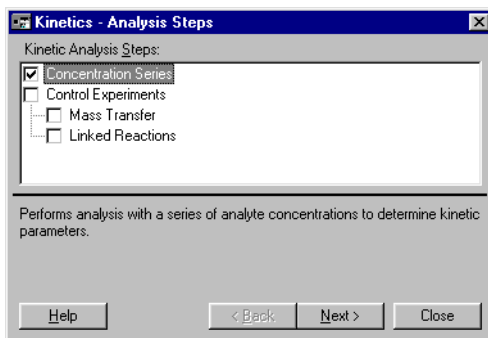 Kinetics - Analysis Steps
Kinetic Analysis Steps:
Concentration Series
Control Experiments
Mass Transfer
Linked Reactions
Performs analysis with a series of analyte concentrations to determine kinetic
parameters.
Help < Back Next > Close